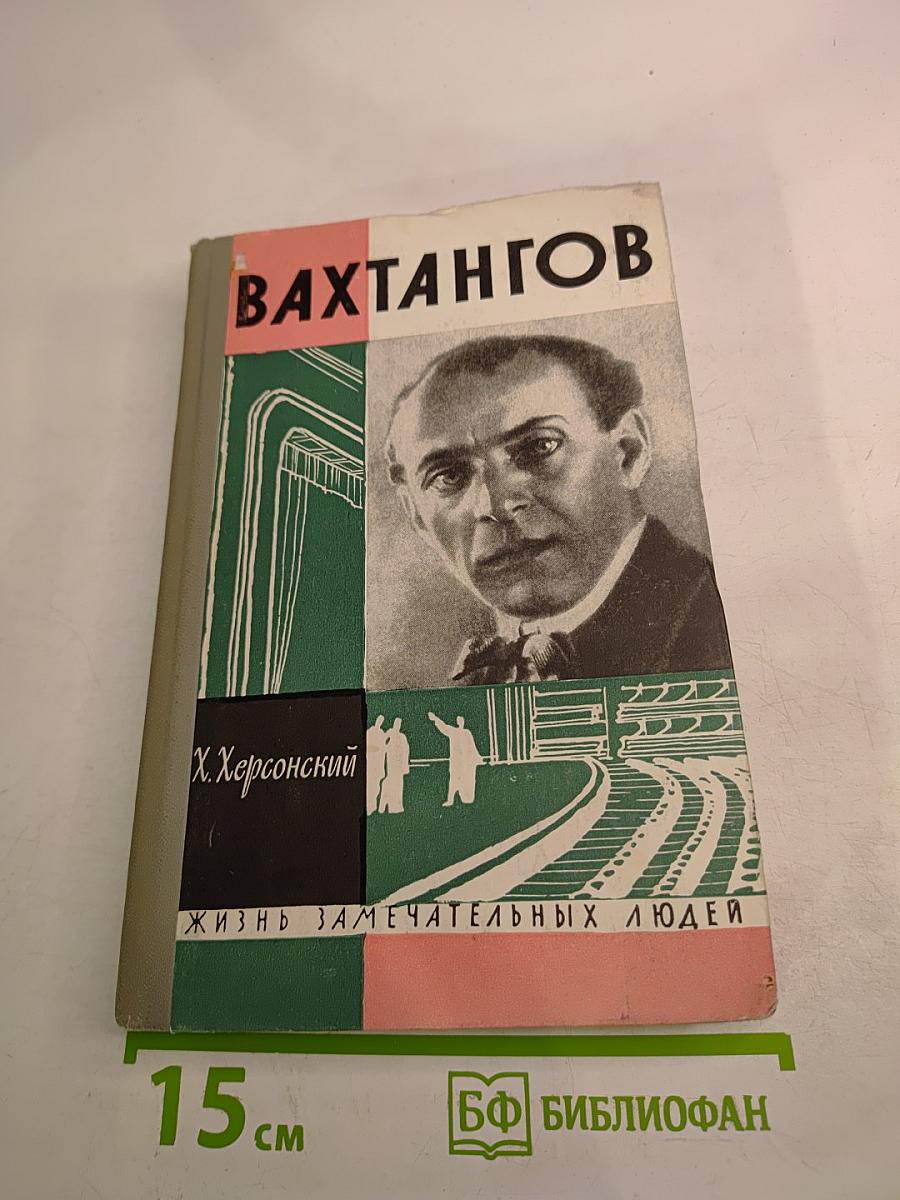 ВАХТАНГОВ
Х. Херсонский
ЖИЗНЬ ЗАМЕЧАТЕЛЬНЫХ ЛЮДЕЙ
15 см
БФ БИБЛИОФАН